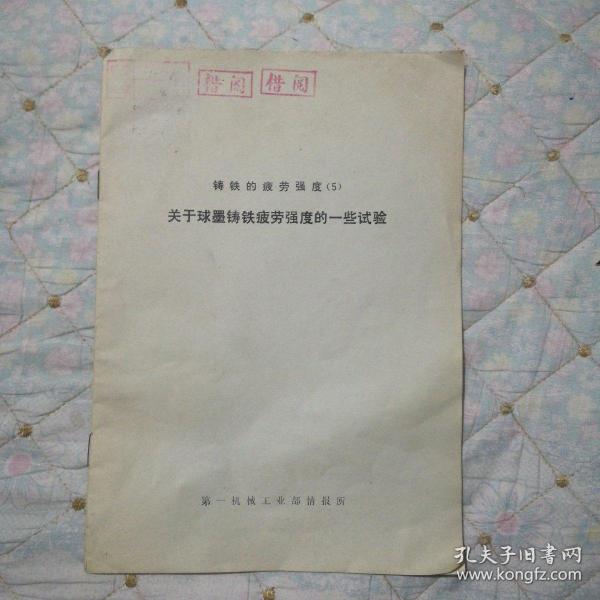 借阅 借阅
铸铁的疲劳强度(5)
关于球墨铸铁疲劳强度的一些试验
第一机械工业部情报所
孔夫子旧书网
www.kongfz.com